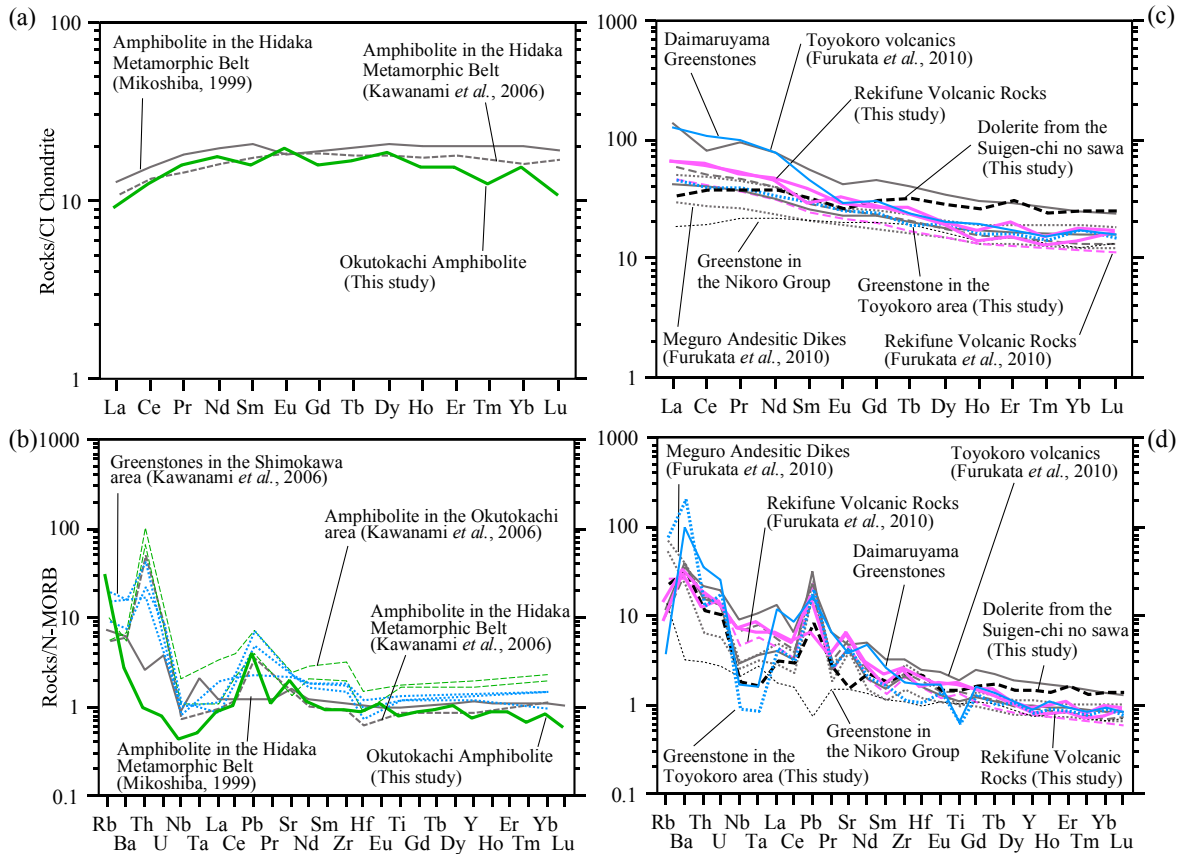 (a)
100
10
1
Rocks/CI Chondrite
Amphibolite in the Hidaka
Metamorphic Belt
(Mikoshiba, 1999)
Amphibolite in the Hidaka
Metamorphic Belt
(Kawanami et al., 2006)
Okutokachi Amphibolite
(This study)
La Ce Pr Nd Sm Eu Gd Tb Dy Ho Er Tm Yb Lu
(c)
1000
100
10
1
Daimaruyama
Greenstones
Toyokoro volcanics
(Furukata et al., 2010)
Rekifune Volcanic Rocks
(This study)
Dolerite from the
Suigen-chi no sawa
(This study)
Greenstone in
the Nikoro Group
Greenstone in the
Toyokoro area (This study)
Meguro Andesitic Dikes
(Furukata et al., 2010)
Rekifune Volcanic Rocks
(Furukata et al., 2010)
La Ce Pr Nd Sm Eu Gd Tb Dy Ho Er Tm Yb Lu
(b)
1000
100
10
1
0.1
Rocks/N-MORB
Greenstones in the Shimokawa
area (Kawanami et al., 2006)
Amphibolite in the Okutokachi
area (Kawanami et al., 2006)
Amphibolite in the Hidaka
Metamorphic Belt
(Kawanami et al., 2006)
Amphibolite in the Hidaka
Metamorphic Belt
(Mikoshiba, 1999)
Okutokachi Amphibolite
(This study)
Rb Th Nb La Pb Sr Sm Hf Ti Tb Y Er Yb
Ba U Ta Ce Pr Nd Zr Eu Gd Dy Ho Tm Lu
(d)
1000
100
10
1
0.1
Meguro Andesitic Dikes
(Furukata et al., 2010)
Toyokoro volcanics
(Furukata et al., 2010)
Rekifune Volcanic Rocks
(Furukata et al., 2010)
Daimaruyama
Greenstones
Dolerite from the
Suigen-chi no sawa
(This study)
Greenstone in the
Toyokoro area (This study)
Greenstone in
the Nikoro Group
Rekifune Volcanic
Rocks (This study)
Rb Th Nb La Pb Sr Sm Hf Ti Tb Y Er Yb
Ba U Ta Ce Pr Nd Zr Eu Gd Dy Ho Tm Lu